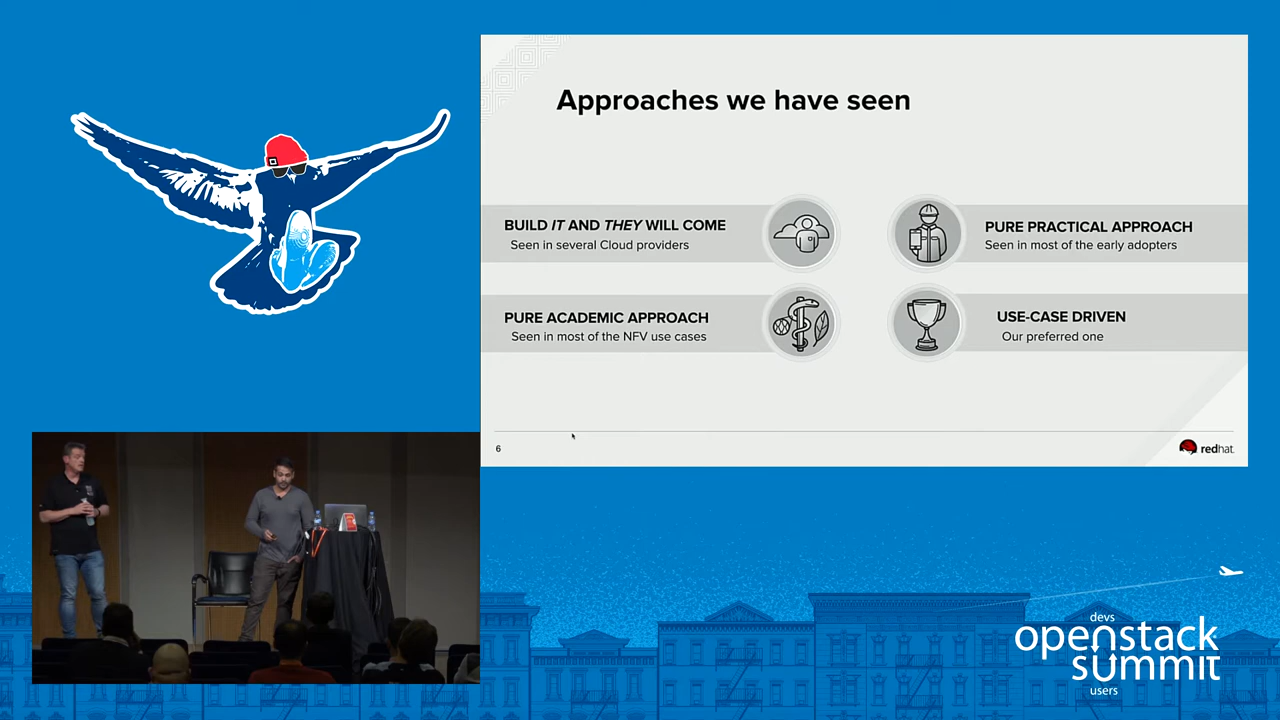 Approaches we have seen
BUILD IT AND THEY WILL COME
Seen in several Cloud providers
PURE PRACTICAL APPROACH
Seen in most of the early adopters
PURE ACADEMIC APPROACH
Seen in most of the NFV use cases
USE-CASE DRIVEN
Our preferred one
6
redhat.
devs
openstack
summit
users